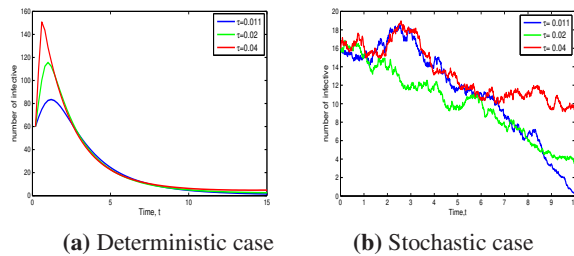 160
140
120
100
80
60
40
20
0
0
5
10
15
number of infective
Time, t
τ=0.011
τ=0.02
τ=0.04
20
18
16
14
12
10
8
6
4
2
0
0
1
2
3
4
5
6
7
8
9
number of infective
Time,t
τ= 0.011
τ= 0.02
τ= 0.04
(a) Deterministic case
(b) Stochastic case